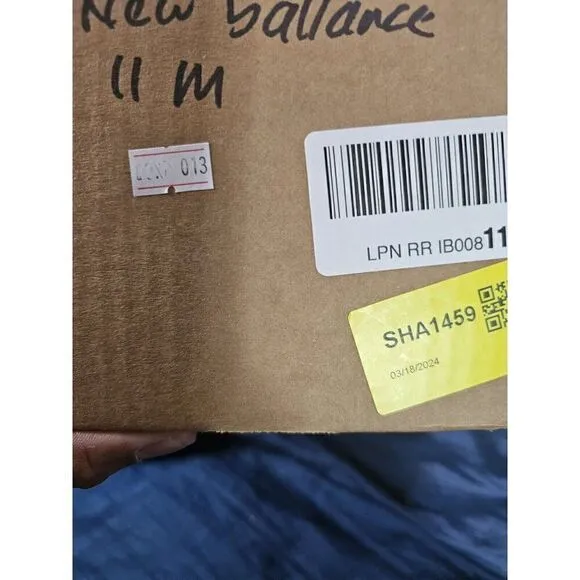 New ballance
11 M
013
LPN RR IB00811
SHA1459
03/18/2024